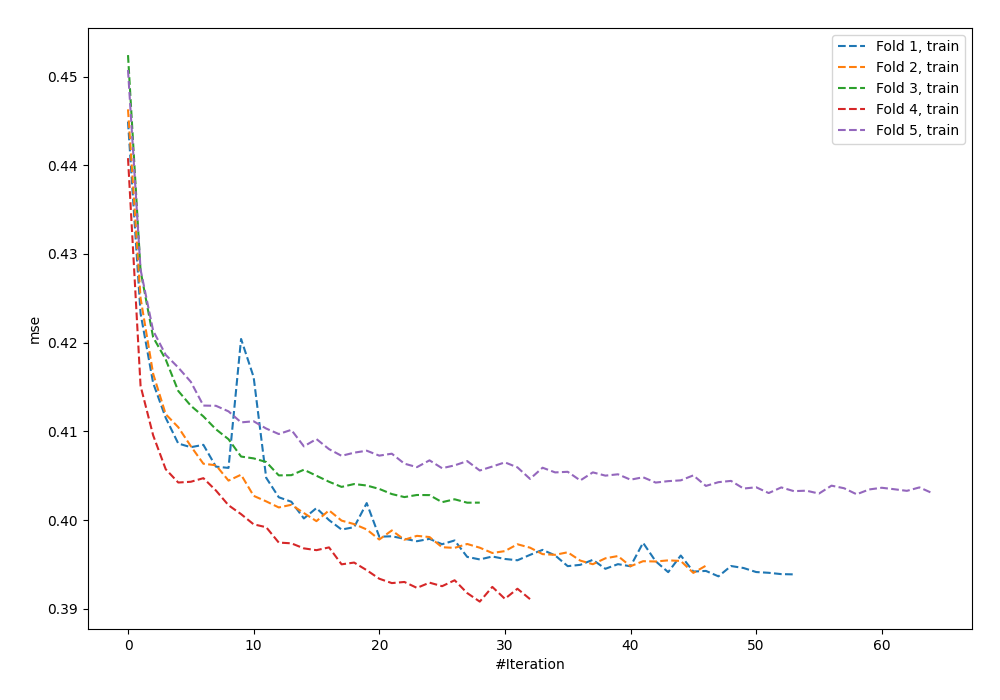 Fold 1, train
Fold 2, train
Fold 3, train
Fold 4, train
Fold 5, train
0.45
0.44
0.43
0.42
0.41
0.40
0.39
mse
0 10 20 30 40 50 60
#Iteration